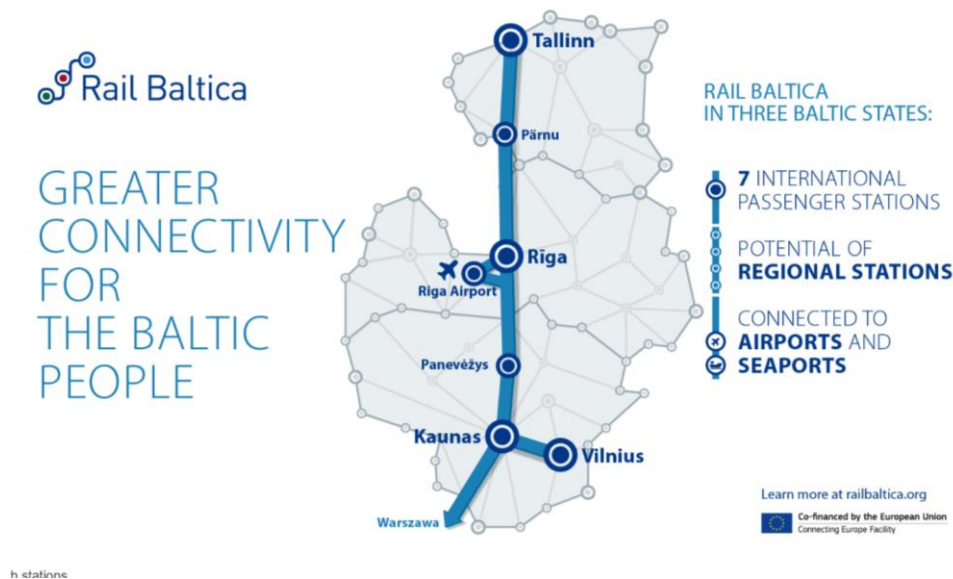 Rail Baltica
GREATER
CONNECTIVITY
FOR
THE BALTIC
PEOPLE
Tallinn
Pärnu
Rīga
Riga Airport
Panevėžys
Kaunas
Vilnius
Warszawa
RAIL BALTICA
IN THREE BALTIC STATES:
7 INTERNATIONAL
PASSENGER STATIONS
POTENTIAL OF
REGIONAL STATIONS
CONNECTED TO
AIRPORTS AND
SEAPORTS
Learn more at railbaltica.org
Co-financed by the European Union
Connecting Europe Facility
h stations